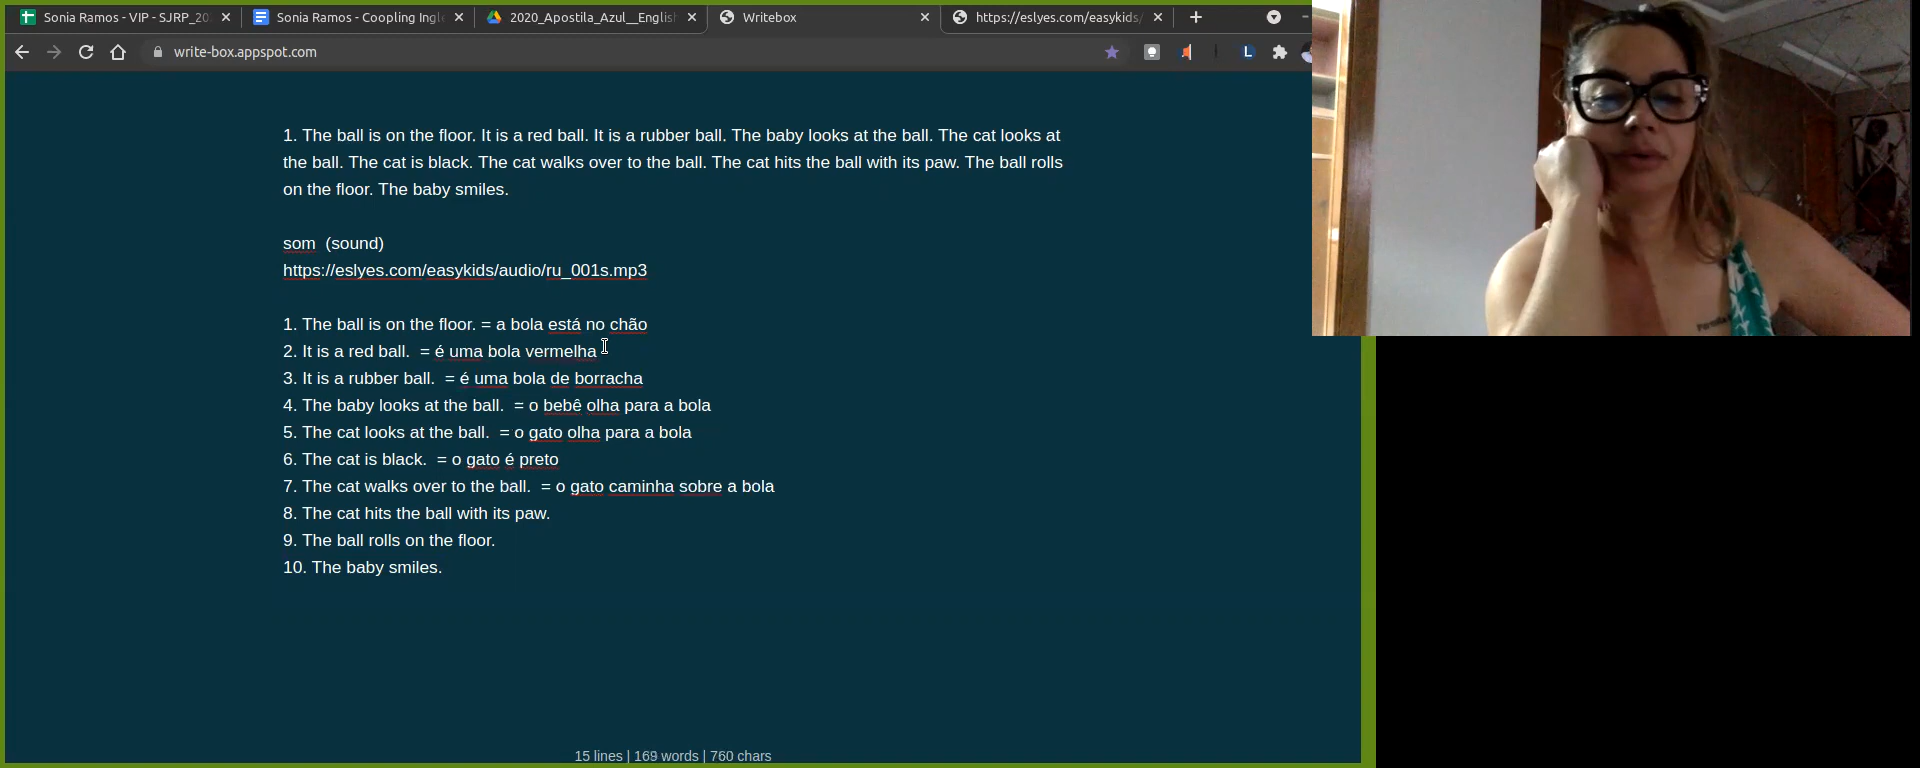 Sonia Ramos - VIP - SJRP_20
Sonia Ramos - Coopling Ingl
2020_Apostila_Azul__English
Writebox
https://eslyes.com/easykids/
write-box.appspot.com
L
1. The ball is on the floor. It is a red ball. It is a rubber ball. The baby looks at the ball. The cat looks at
the ball. The cat is black. The cat walks over to the ball. The cat hits the ball with its paw. The ball rolls
on the floor. The baby smiles.
som  (sound)
https://eslyes.com/easykids/audio/ru_001s.mp3
1. The ball is on the floor. = a bola está no chão
2. It is a red ball.  = é uma bola vermelha
3. It is a rubber ball.  = é uma bola de borracha
4. The baby looks at the ball.  = o bebê olha para a bola
5. The cat looks at the ball.  = o gato olha para a bola
6. The cat is black.  = o gato é preto
7. The cat walks over to the ball.  = o gato caminha sobre a bola
8. The cat hits the ball with its paw.
9. The ball rolls on the floor.
10. The baby smiles.
15 lines | 169 words | 760 chars